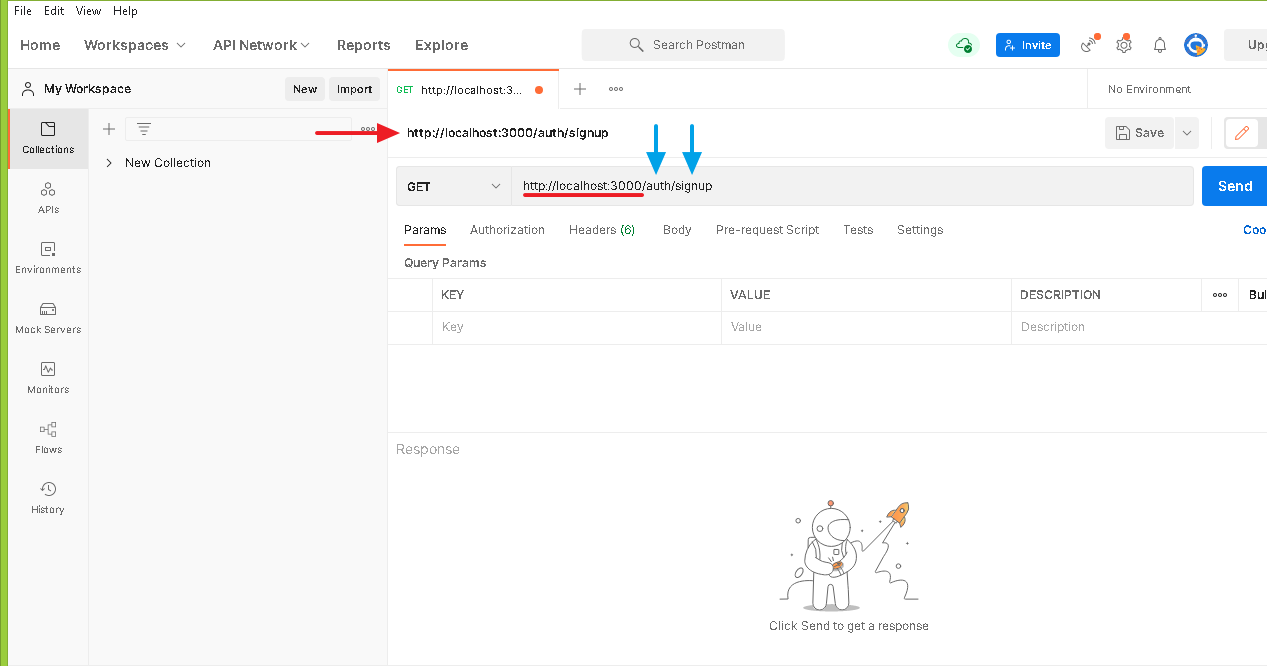 File Edit View Help
Home Workspaces API Network Reports Explore Search Postman Invite Upg
My Workspace New Import GET http://localhost:3... No Environment
Collections
http://localhost:3000/auth/signup Save
New Collection
GET http://localhost:3000/auth/signup Send
APIs
Params Authorization Headers (6) Body Pre-request Script Tests Settings Coo
Environments
Query Params
KEY VALUE DESCRIPTION Bul
Key Value Description
Mock Servers
Monitors
Flows
Response
History
Click Send to get a response